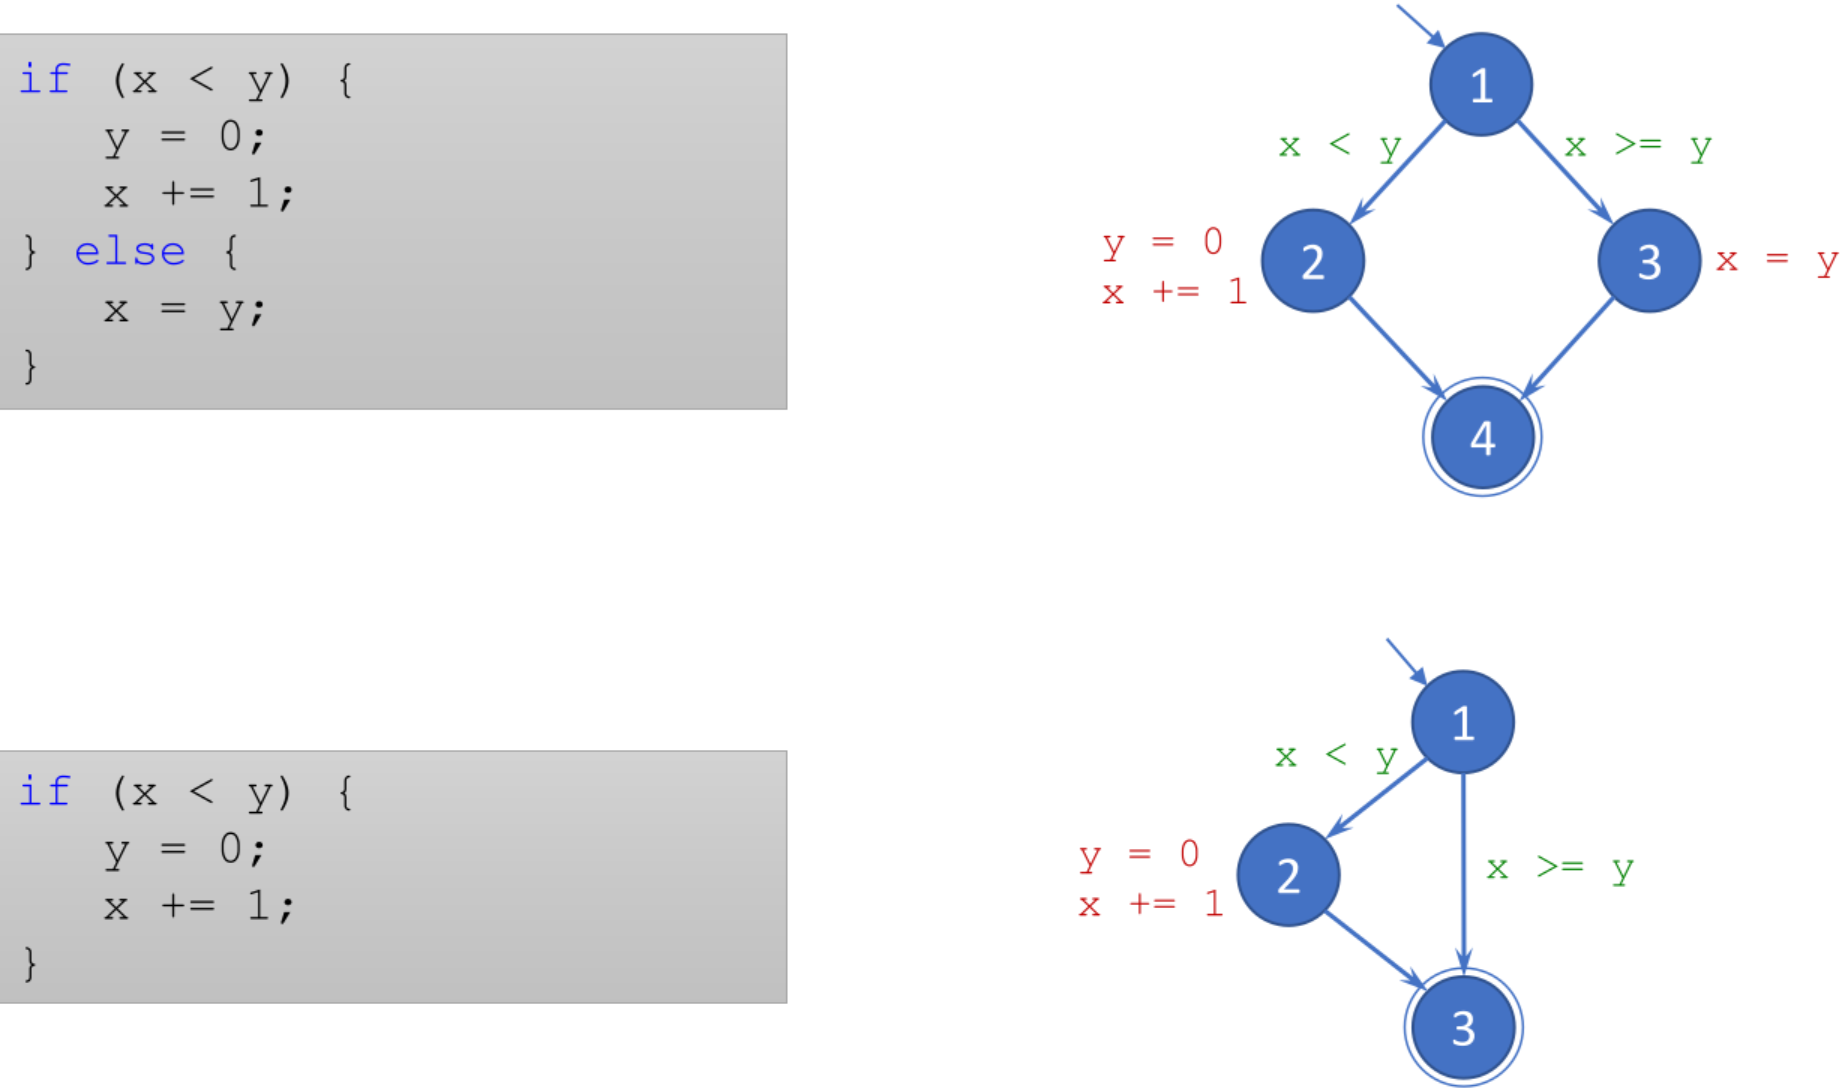 if (x < y) {
y = 0;
x += 1;
} else {
x = y;
}
1
x < y
x >= y
y = 0
x += 1
2
3
x = y
4
if (x < y) {
y = 0;
x += 1;
}
1
x < y
y = 0
x += 1
2
x >= y
3